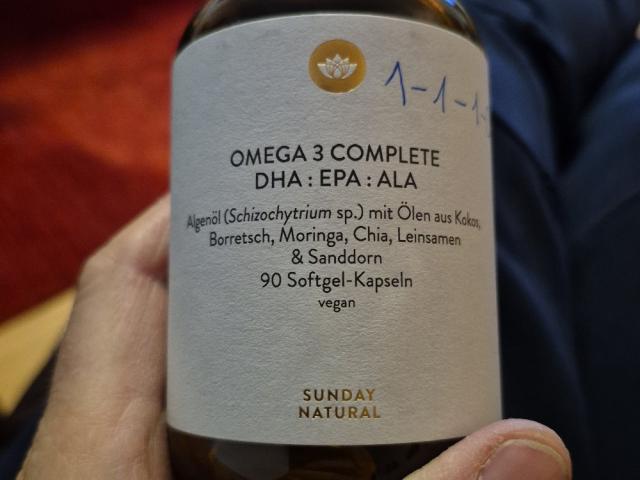 1-1-1-
OMEGA 3 COMPLETE
DHA : EPA : ALA
Algenöl (Schizochytrium sp.) mit Ölen aus Kokos,
Borretsch, Moringa, Chia, Leinsamen
& Sanddorn
90 Softgel-Kapseln
vegan
SUNDAY
NATURAL